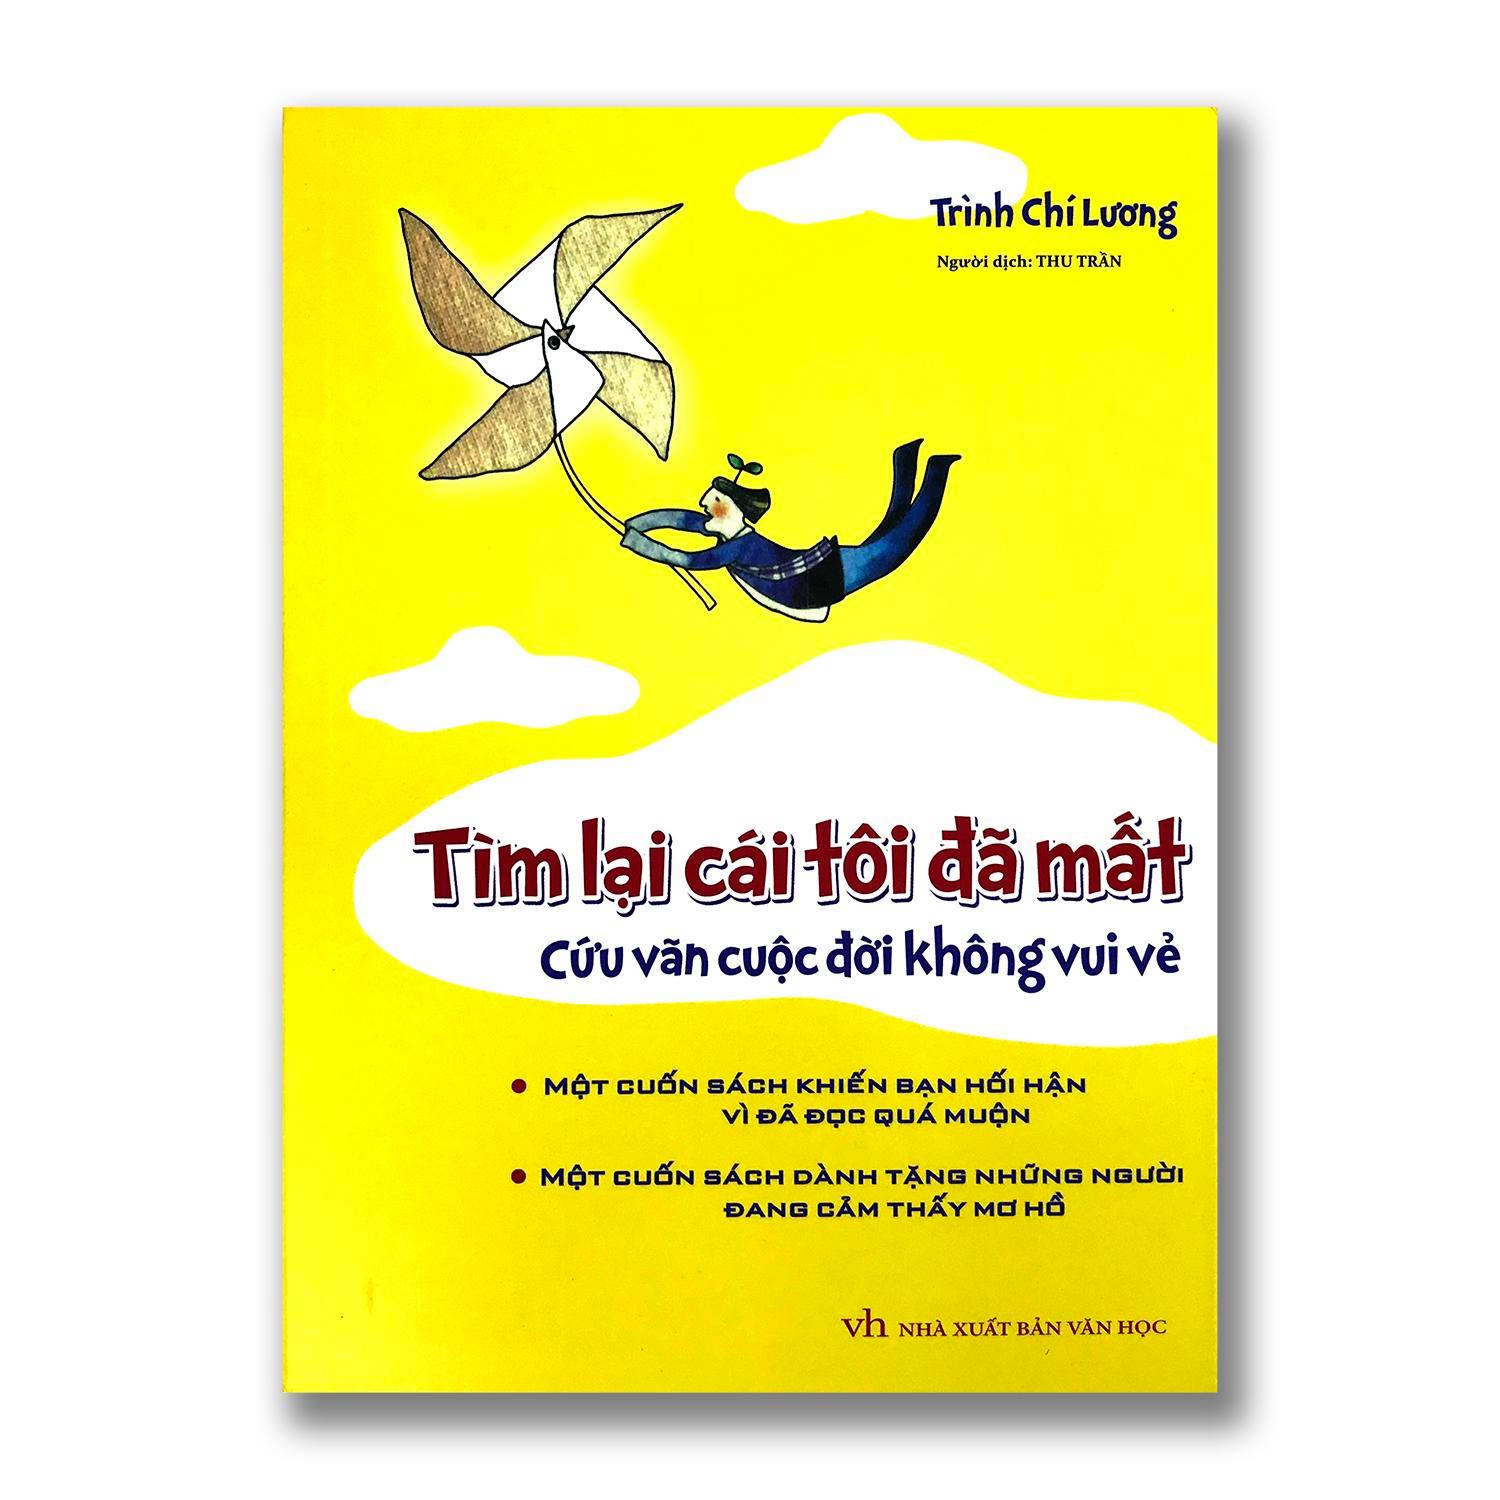 Trình Chí Lương
Người dịch: THU TRẦN
Tìm lại cái tôi đã mất
Cứu vãn cuộc đời không vui vẻ
• MỘT CUỐN SÁCH KHIẾN BẠN HỐI HẬN
VÌ ĐÃ ĐỌC QUÁ MUỘN
• MỘT CUỐN SÁCH DÀNH TẶNG NHỮNG NGƯỜI
ĐANG CẢM THẤY MƠ HỒ
vh NHÀ XUẤT BẢN VĂN HỌC